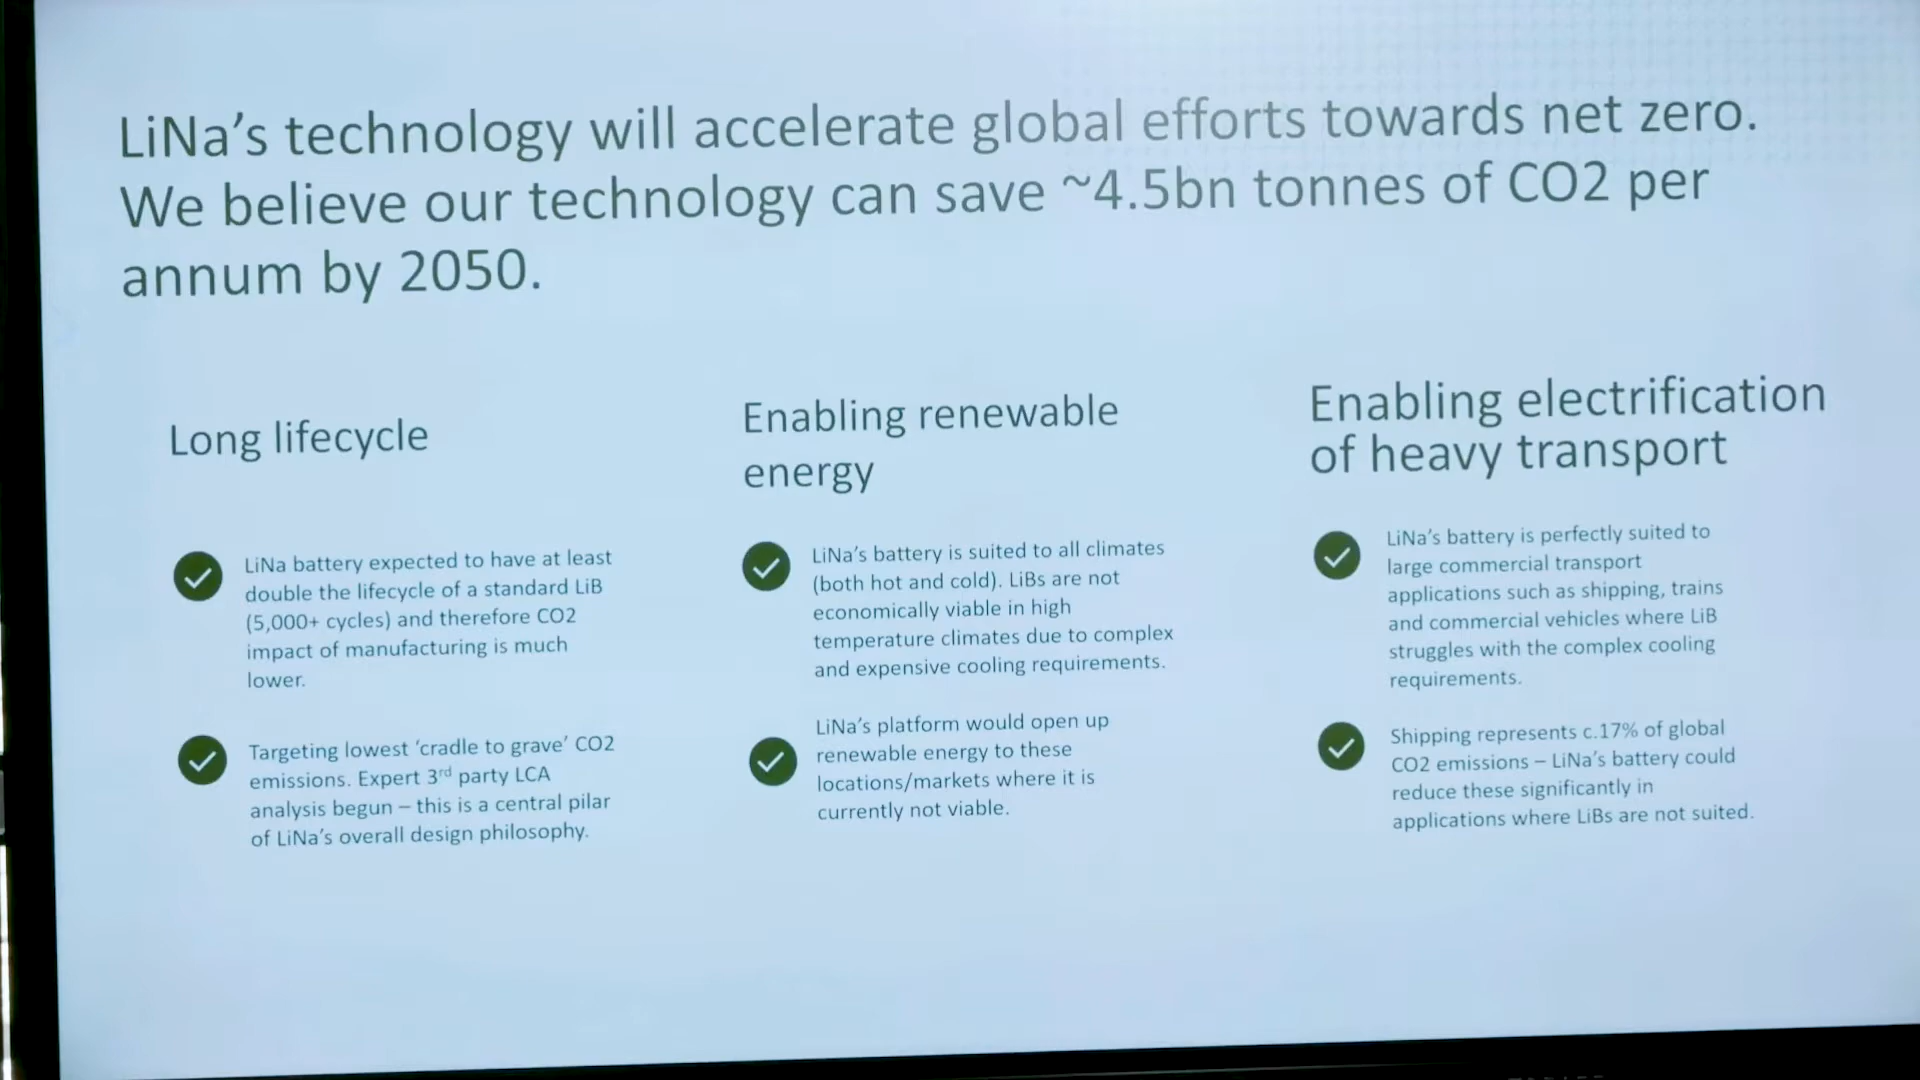 LiNa's technology will accelerate global efforts towards net zero.
We believe our technology can save ~4.5bn tonnes of CO2 per
annum by 2050.
Long lifecycle
LiNa battery expected to have at least
double the lifecycle of a standard LiB
(5,000+ cycles) and therefore CO2
impact of manufacturing is much
lower.
Targeting lowest 'cradle to grave' CO2
emissions. Expert 3rd party LCA
analysis begun – this is a central pilar
of LiNa's overall design philosophy.
Enabling renewable
energy
LiNa's battery is suited to all climates
(both hot and cold). LiBs are not
economically viable in high
temperature climates due to complex
and expensive cooling requirements.
LiNa's platform would open up
renewable energy to these
locations/markets where it is
currently not viable.
Enabling electrification
of heavy transport
LiNa's battery is perfectly suited to
large commercial transport
applications such as shipping, trains
and commercial vehicles where LiB
struggles with the complex cooling
requirements.
Shipping represents c.17% of global
CO2 emissions – LiNa's battery could
reduce these significantly in
applications where LiBs are not suited.